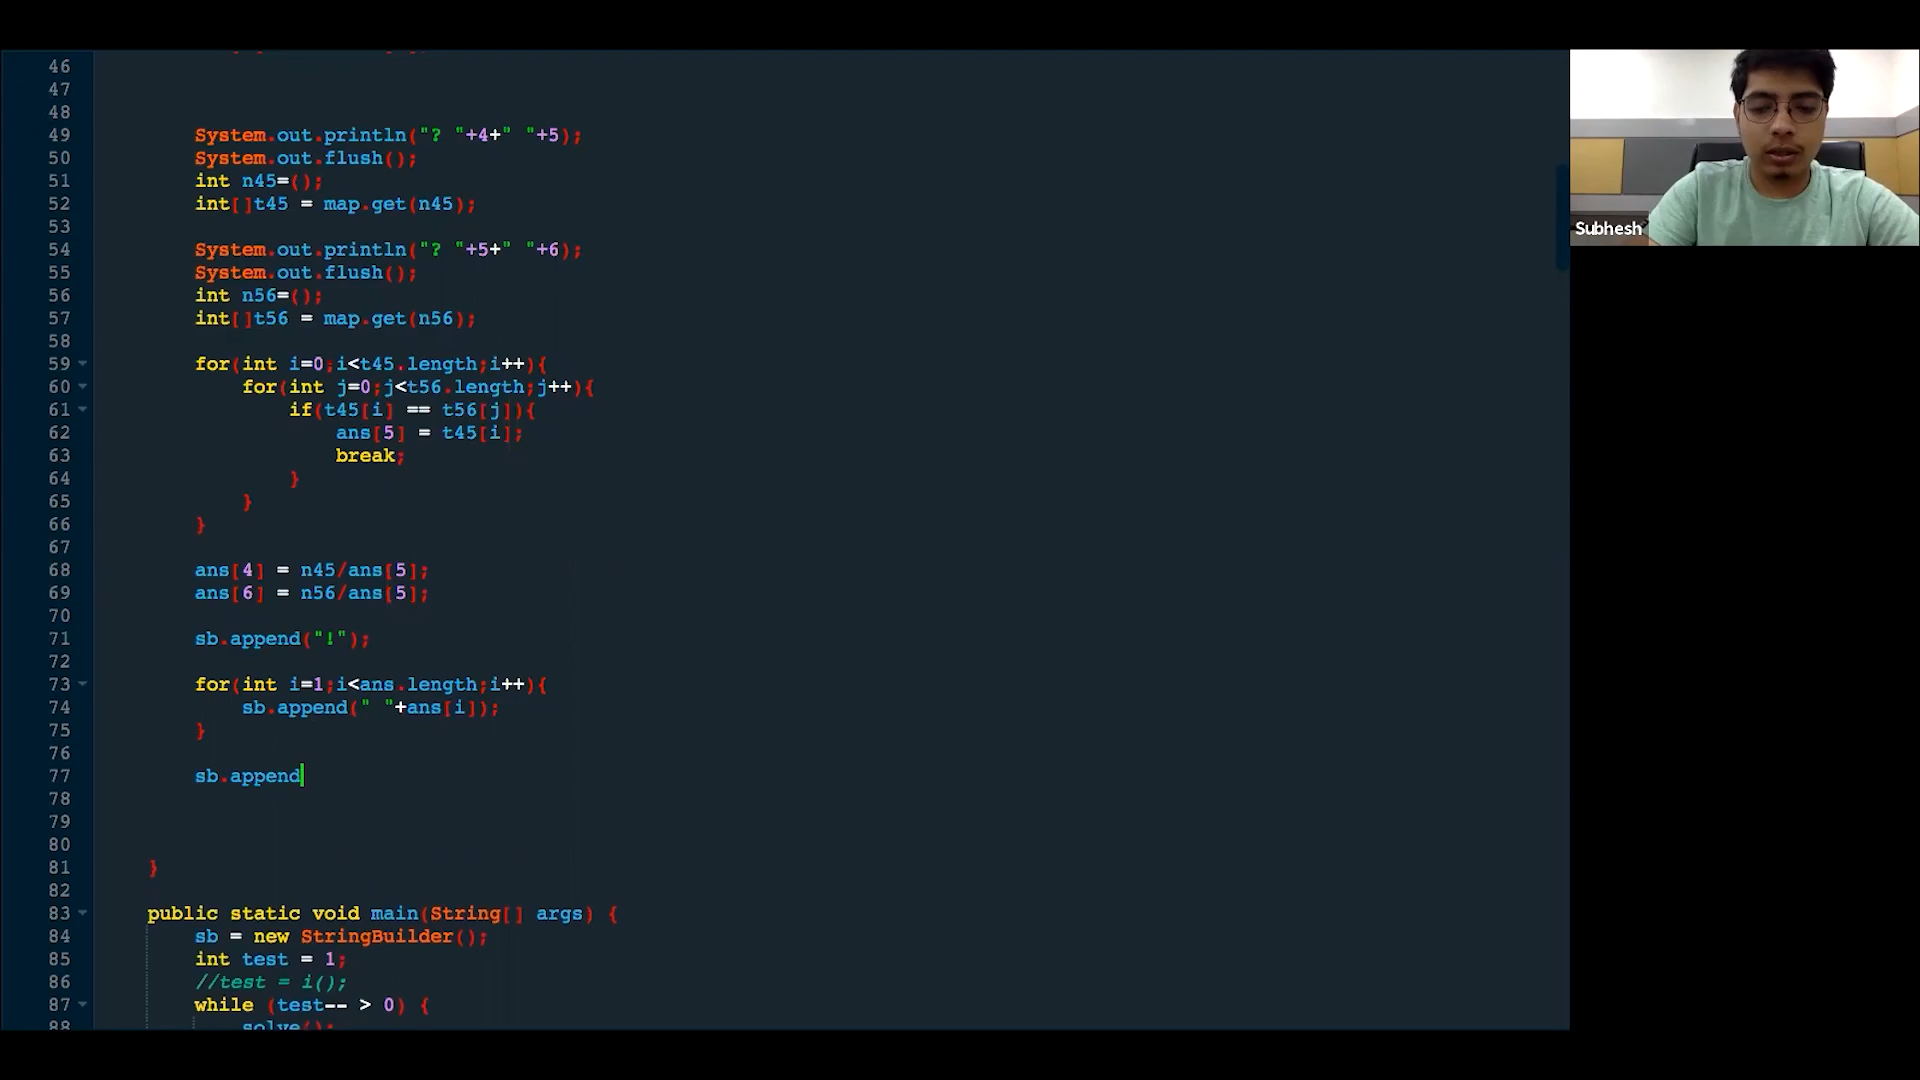 46
47
48
49 System.out.println("? "+4+" "+5);
50 System.out.flush();
51 int n45=();
52 int[]t45 = map.get(n45);
53
54 System.out.println("? "+5+" "+6);
55 System.out.flush();
56 int n56=();
57 int[]t56 = map.get(n56);
58
59 for(int i=0;i<t45.length;i++){
60 for(int j=0;j<t56.length;j++){
61 if(t45[i] == t56[j]){
62 ans[5] = t45[i];
63 break;
64 }
65 }
66 }
67
68 ans[4] = n45/ans[5];
69 ans[6] = n56/ans[5];
70
71 sb.append("!");
72
73 for(int i=1;i<ans.length;i++){
74 sb.append(" "+ans[i]);
75 }
76
77 sb.append
78
79
80
81 }
82
83 public static void main(String[] args) {
84 sb = new StringBuilder();
85 int test = 1;
86 //test = i();
87 while (test-- > 0) {
88 solve();
Subhesh